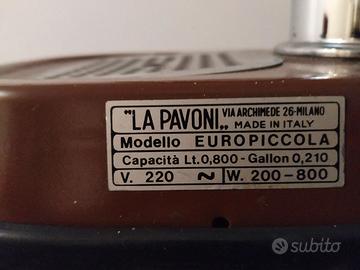 "LA PAVONI„ VIA ARCHIMEDE 26-MILANO
MADE IN ITALY
Modello EUROPICCOLA
Capacità Lt.0,800-Gallon 0,210
V. 220 ~ W. 200-800
subito